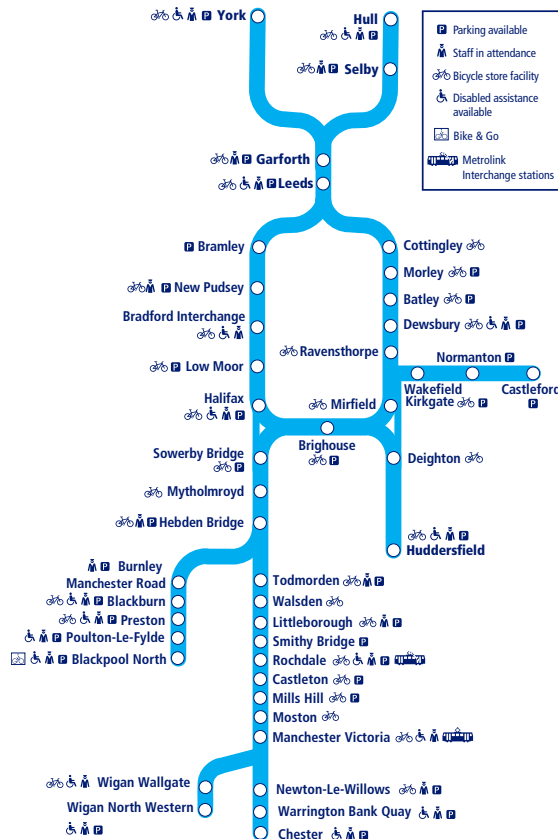 York
Hull
Selby
P Parking available
Staff in attendance
Bicycle store facility
Disabled assistance
available
Bike & Go
Metrolink
Interchange stations
Garforth
Leeds
P Bramley
Cottingley
Morley
New Pudsey
Batley
Bradford Interchange
Dewsbury
Ravensthorpe
Low Moor
Normanton P
Wakefield
Kirkgate
Castleford
P
Halifax
Mirfield
Brighouse
Sowerby Bridge
Deighton
Mytholmroyd
Hebden Bridge
Huddersfield
Burnley
Manchester Road
Blackburn
Preston
Poulton-Le-Fylde
Blackpool North
Todmorden
Walsden
Littleborough
Smithy Bridge P
Rochdale
Castleton
Mills Hill
Moston
Manchester Victoria
Wigan Wallgate
Wigan North Western
Newton-Le-Willows
Warrington Bank Quay
Chester